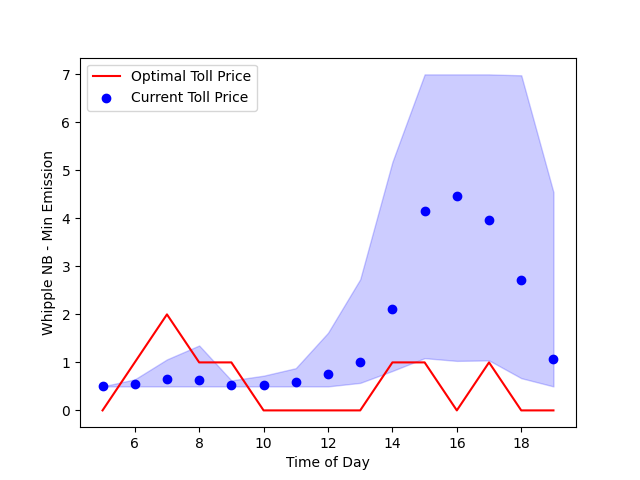 Optimal Toll Price
Current Toll Price
Whipple NB - Min Emission
7
6
5
4
3
2
1
0
6 8 10 12 14 16 18
Time of Day